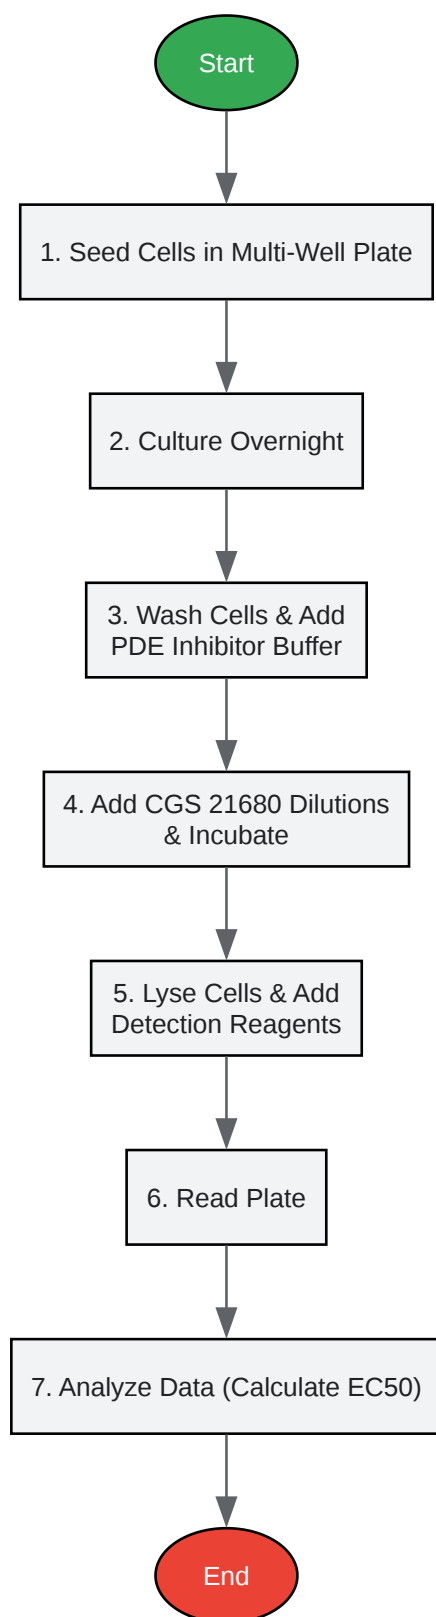 Start
1. Seed Cells in Multi-Well Plate
2. Culture Overnight
3. Wash Cells & Add
PDE Inhibitor Buffer
4. Add CGS 21680 Dilutions
& Incubate
5. Lyse Cells & Add
Detection Reagents
6. Read Plate
7. Analyze Data (Calculate EC50)
End